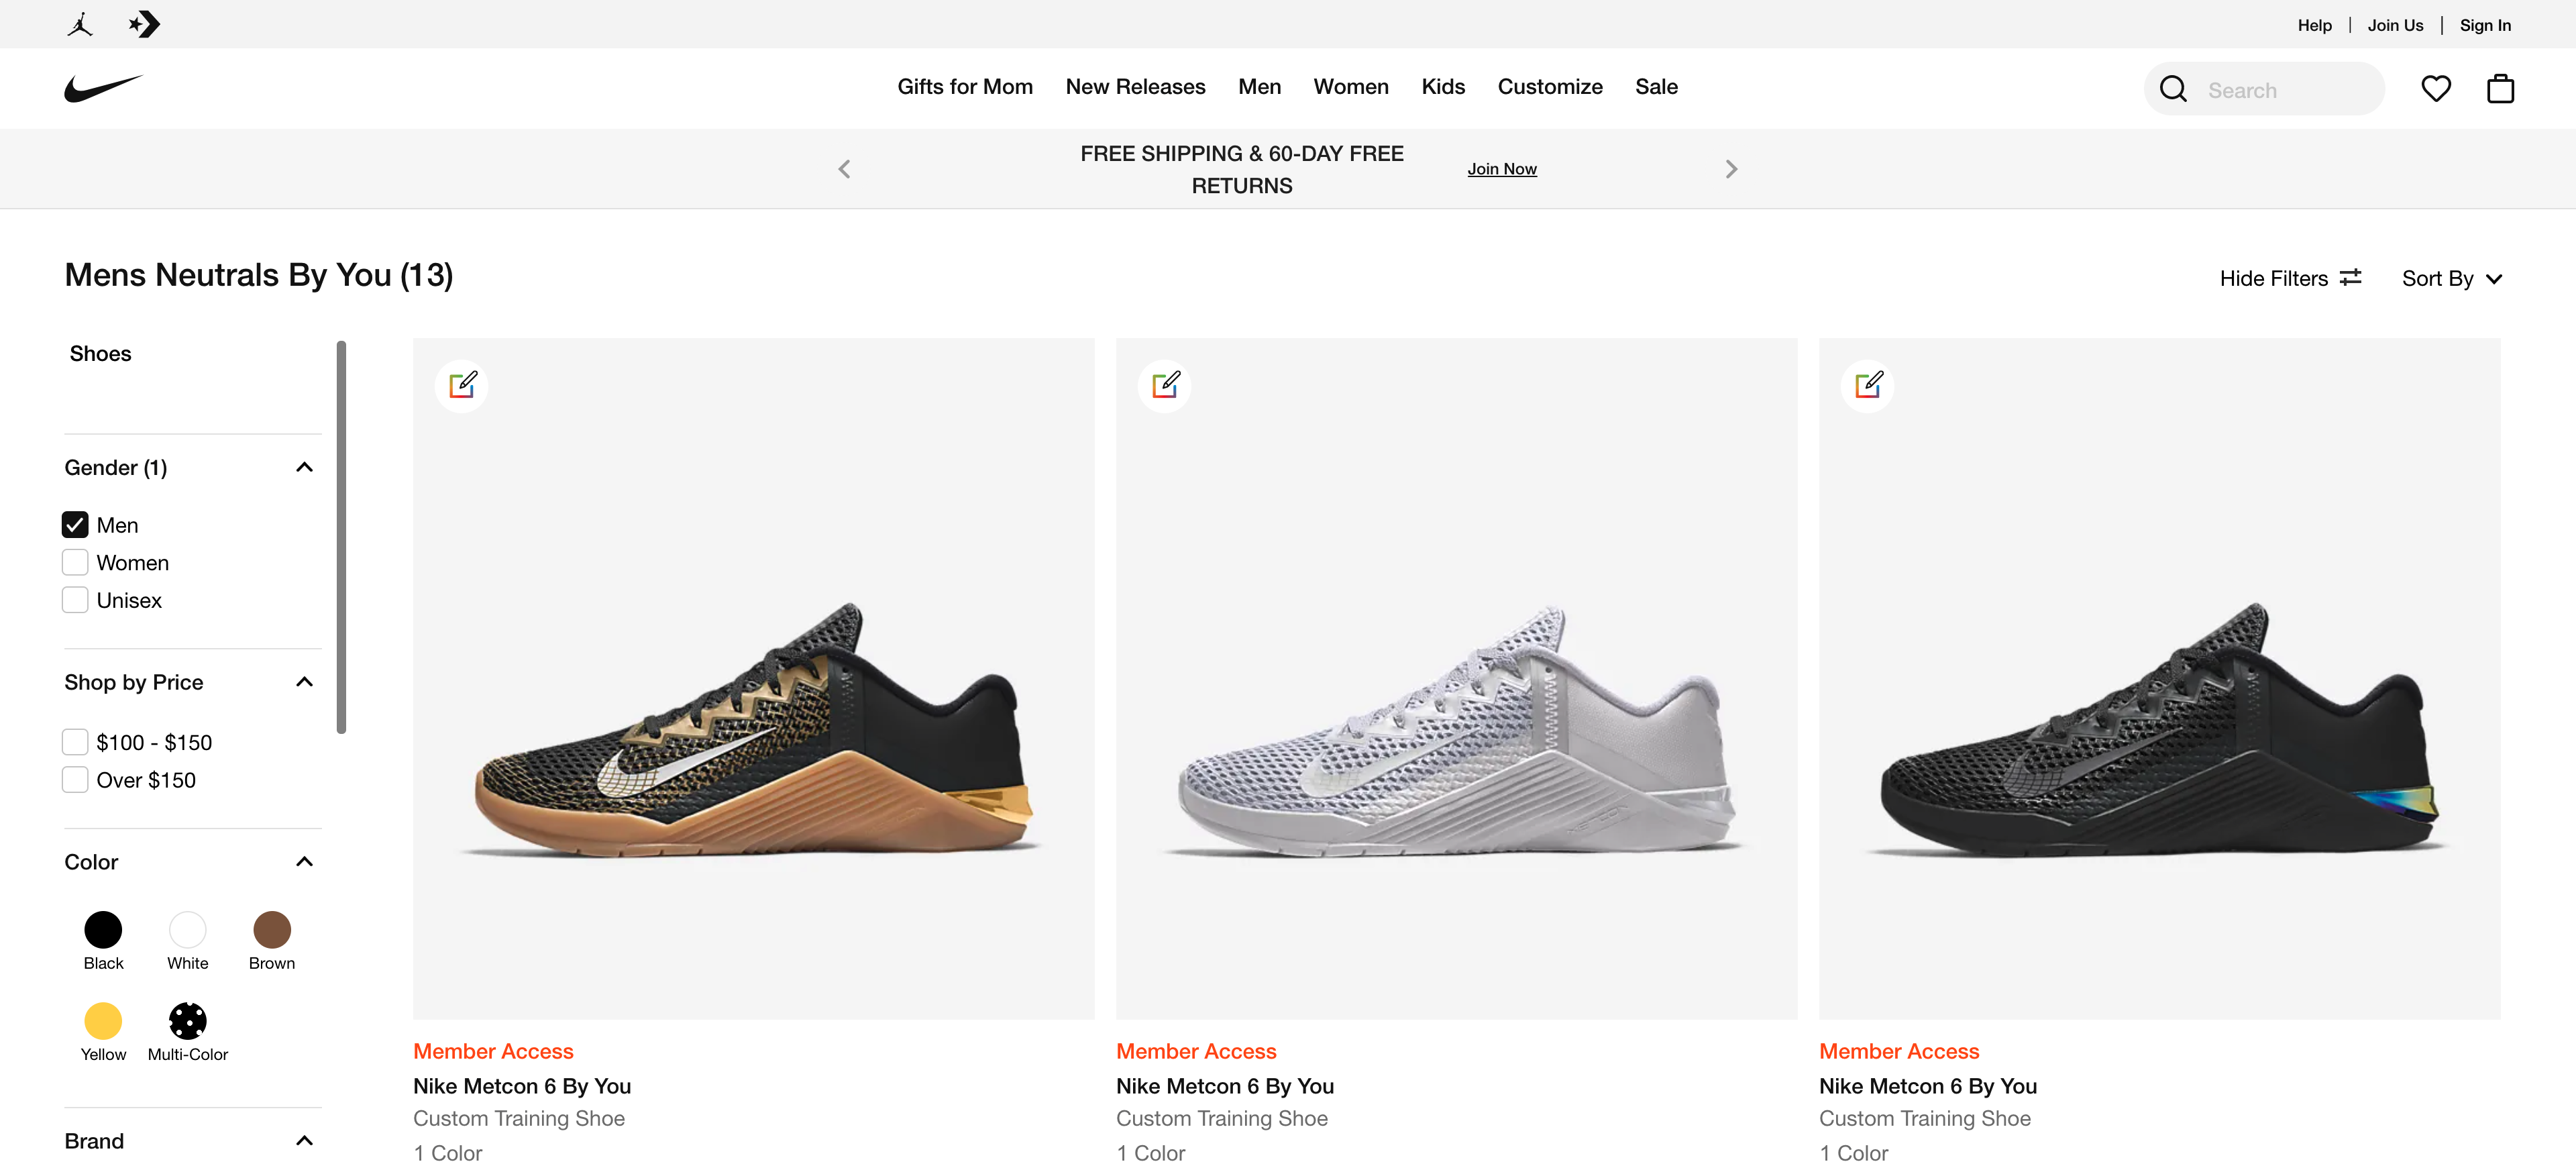 Help | Join Us | Sign In
Gifts for Mom New Releases Men Women Kids Customize Sale
Search
FREE SHIPPING & 60-DAY FREE
RETURNS
Join Now
Mens Neutrals By You (13)
Hide Filters
Sort By
Shoes
Gender (1)
Men
Women
Unisex
Shop by Price
$100 - $150
Over $150
Color
Black White Brown
Yellow Multi-Color
Brand
Member Access
Nike Metcon 6 By You
Custom Training Shoe
1 Color
Member Access
Nike Metcon 6 By You
Custom Training Shoe
1 Color
Member Access
Nike Metcon 6 By You
Custom Training Shoe
1 Color